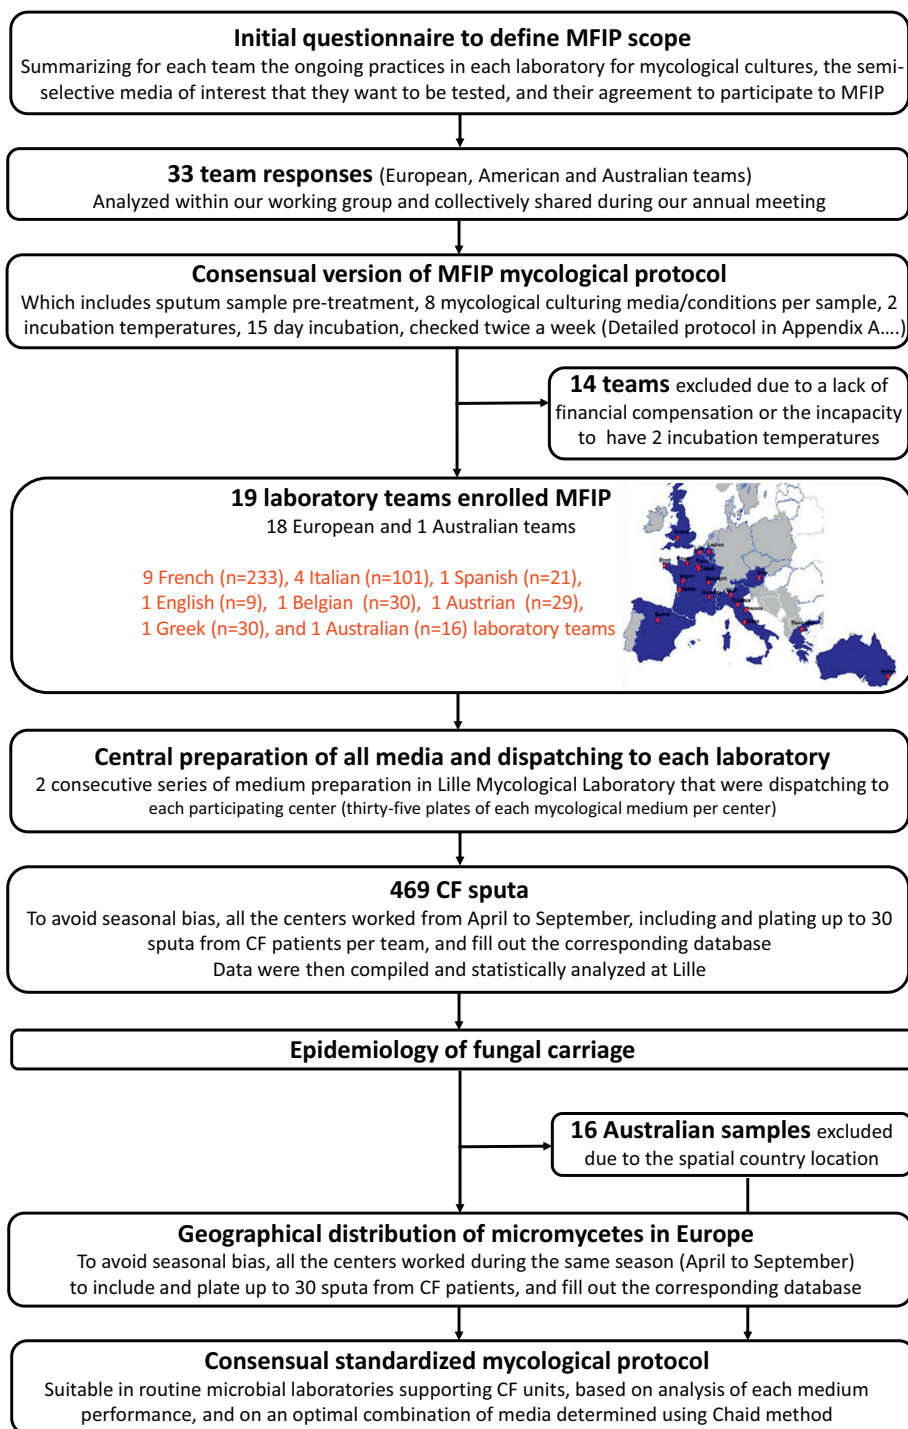 Initial questionnaire to define MFIP scope
Summarizing for each team the ongoing practices in each laboratory for mycological cultures, the semi-
selective media of interest that they want to be tested, and their agreement to participate to MFIP
33 team responses (European, American and Australian teams)
Analyzed within our working group and collectively shared during our annual meeting
Consensual version of MFIP mycological protocol
Which includes sputum sample pre-treatment, 8 mycological culturing media/conditions per sample, 2
incubation temperatures, 15 day incubation, checked twice a week (Detailed protocol in Appendix A....)
14 teams excluded due to a lack of
financial compensation or the incapacity
to have 2 incubation temperatures
19 laboratory teams enrolled MFIP
18 European and 1 Australian teams
9 French (n=233), 4 Italian (n=101), 1 Spanish (n=21),
1 English (n=9), 1 Belgian (n=30), 1 Austrian (n=29),
1 Greek (n=30), and 1 Australian (n=16) laboratory teams
Central preparation of all media and dispatching to each laboratory
2 consecutive series of medium preparation in Lille Mycological Laboratory that were dispatching to
each participating center (thirty-five plates of each mycological medium per center)
469 CF sputa
To avoid seasonal bias, all the centers worked from April to September, including and plating up to 30
sputa from CF patients per team, and fill out the corresponding database
Data were then compiled and statistically analyzed at Lille
Epidemiology of fungal carriage
16 Australian samples excluded
due to the spatial country location
Geographical distribution of micromycetes in Europe
To avoid seasonal bias, all the centers worked during the same season (April to September)
to include and plate up to 30 sputa from CF patients, and fill out the corresponding database
Consensual standardized mycological protocol
Suitable in routine microbial laboratories supporting CF units, based on analysis of each medium
performance, and on an optimal combination of media determined using Chaid method